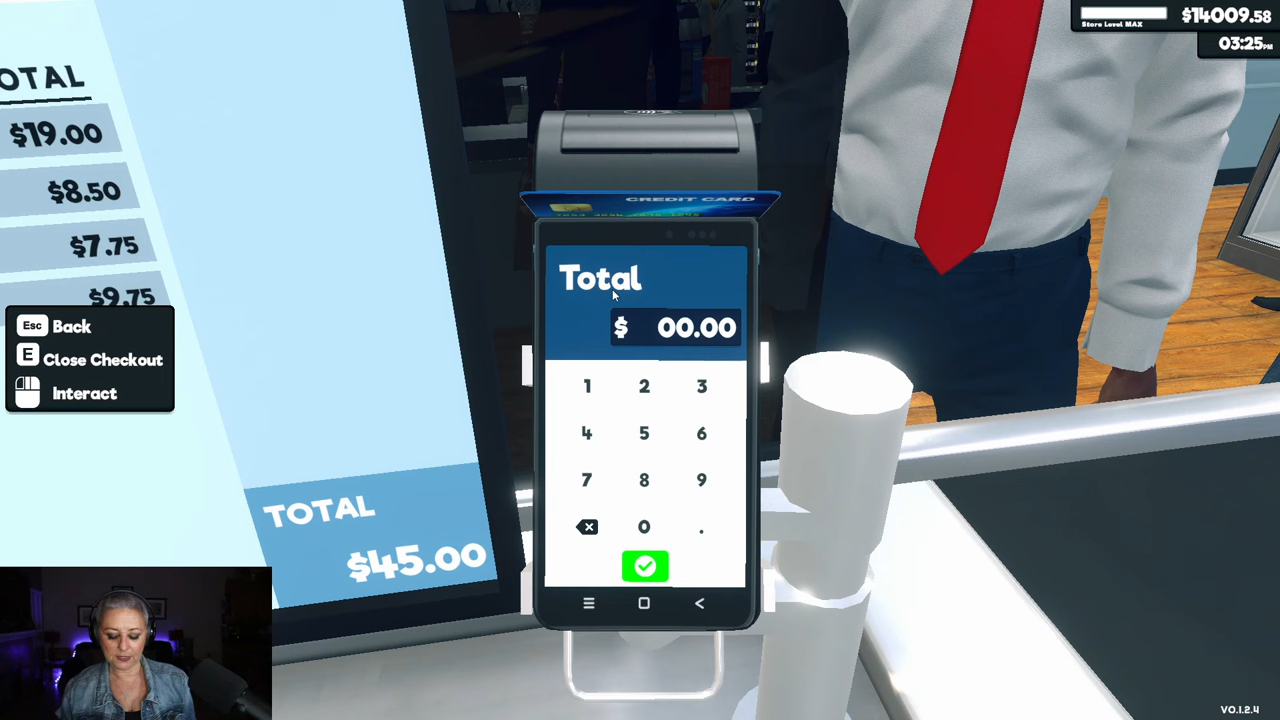 Store Level MAX
$14009.58
03:25PM
OTAL
$19.00
$8.50
$7.75
$9.75
Esc Back
E Close Checkout
Interact
TOTAL
$45.00
CREDIT CARD
Total
$ 00.00
1 2 3
4 5 6
7 8 9
0 .
V0.1.2.4